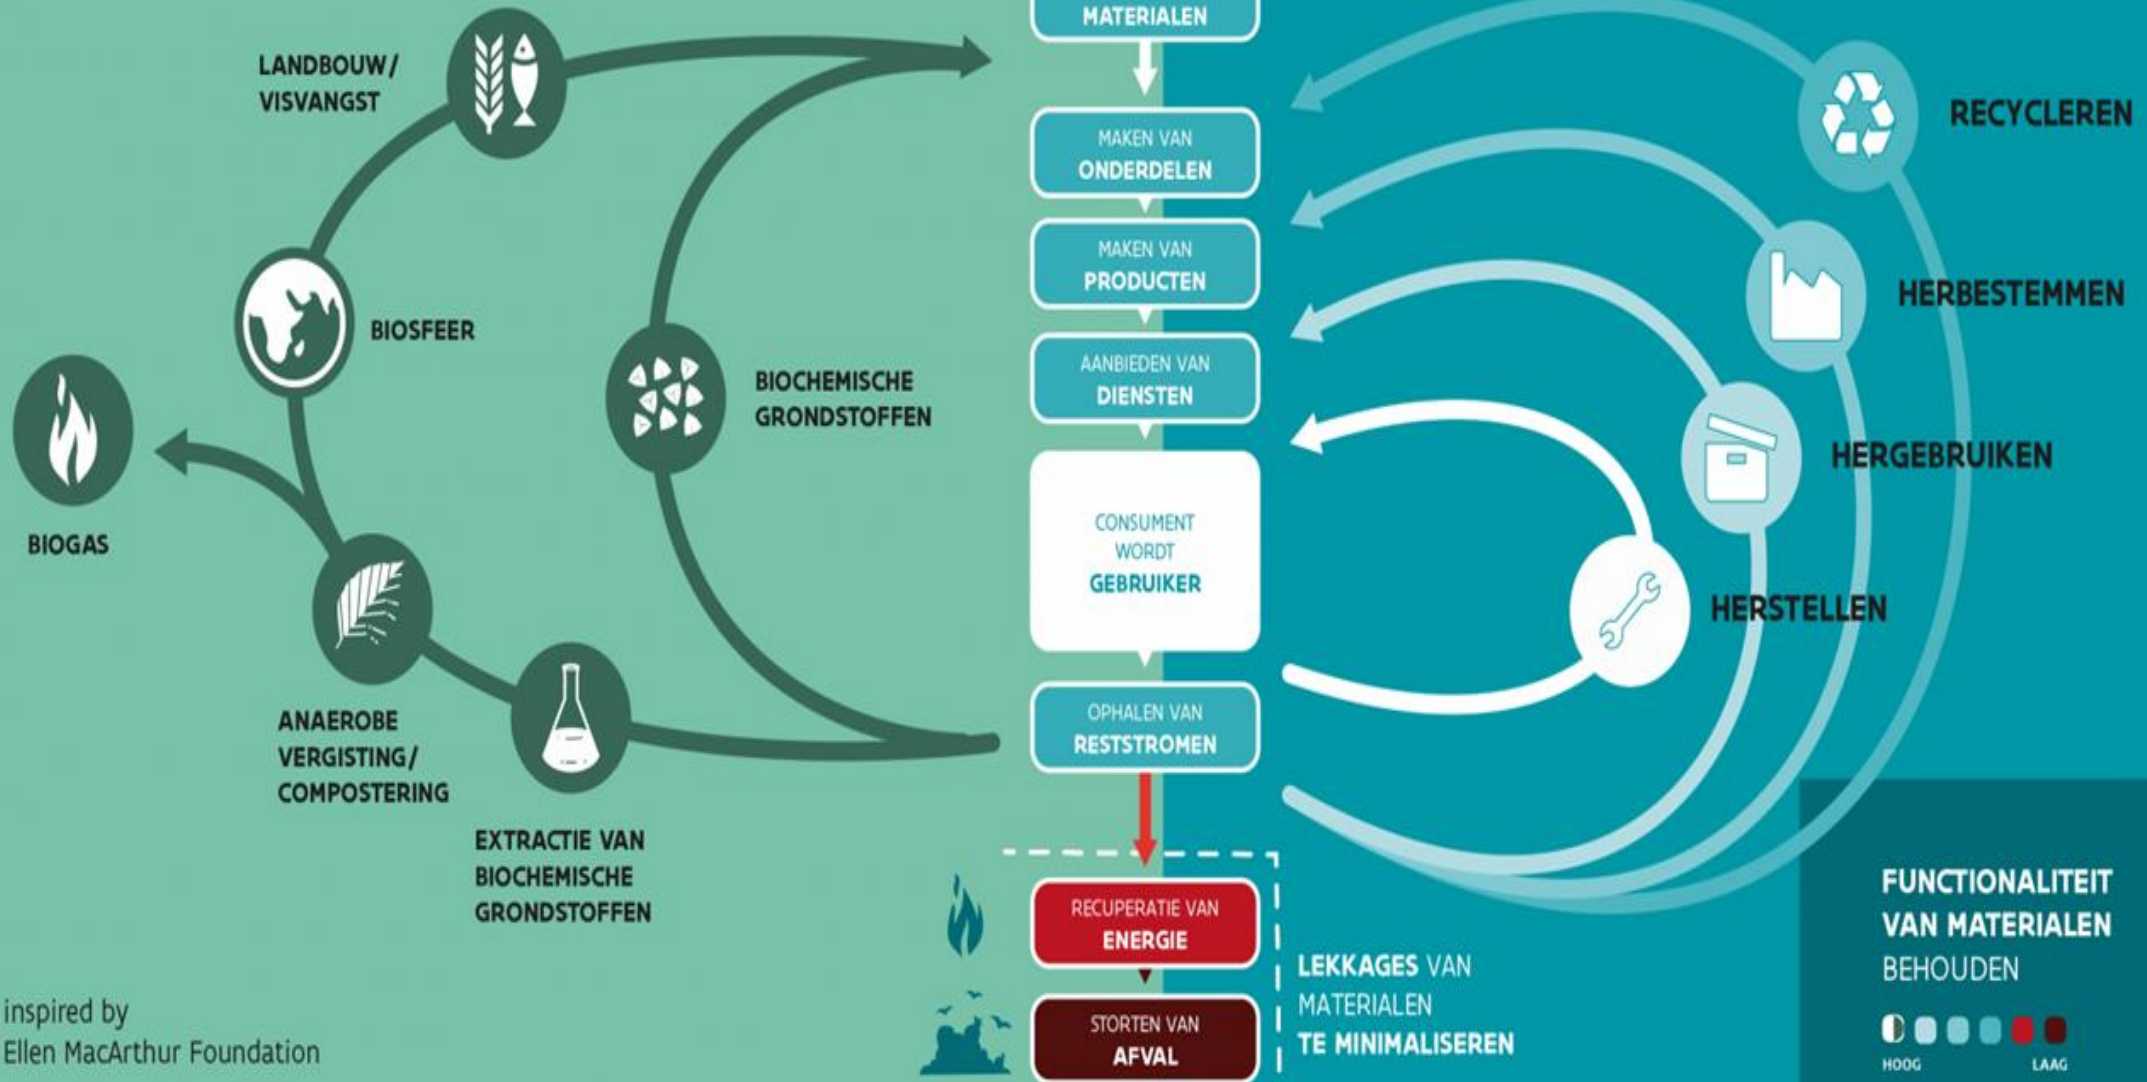 MATERIALEN
LANDBOUW/
VISVANGST
BIOSFEER
BIOGAS
BIOCHEMISCHE
GRONDSTOFFEN
ANAEROBE
VERGISTING/
COMPOSTERING
EXTRACTIE VAN
BIOCHEMISCHE
GRONDSTOFFEN
inspired by
Ellen MacArthur Foundation
MAKEN VAN
ONDERDELEN
MAKEN VAN
PRODUCTEN
AANBIEDEN VAN
DIENSTEN
CONSUMENT
WORDT
GEBRUIKER
OPHALEN VAN
RESTSTROMEN
RECUPERATIE VAN
ENERGIE
STORTEN VAN
AFVAL
RECYCLEREN
HERBESTEMMEN
HERGEBRUIKEN
HERSTELLEN
LEKKAGES VAN
MATERIALEN
TE MINIMALISEREN
FUNCTIONALITEIT
VAN MATERIALEN
BEHOUDEN
HOOG LAAG